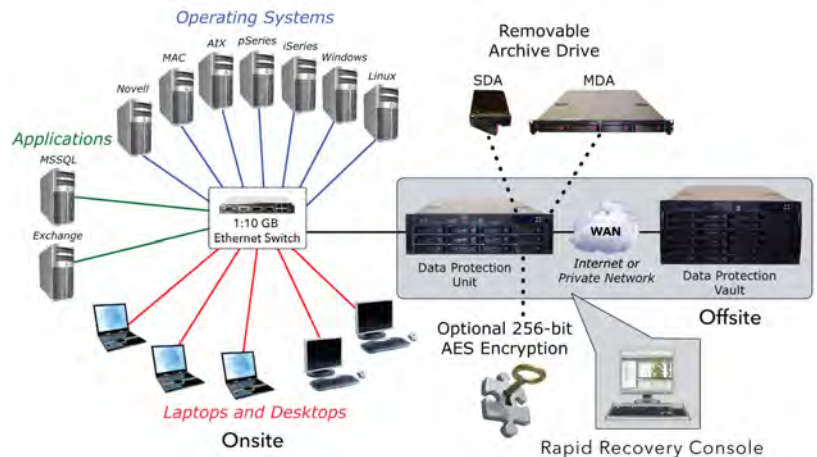 Operating Systems
Novell
MAC
AIX
pSeries
iSeries
Windows
Linux
Removable
Archive Drive
SDA
MDA
Applications
MSSQL
Exchange
1:10 GB
Ethernet Switch
Data Protection
Unit
WAN
Internet or
Private Network
Data Protection
Vault
Offsite
Optional 256-bit
AES Encryption
Laptops and Desktops
Onsite
Rapid Recovery Console